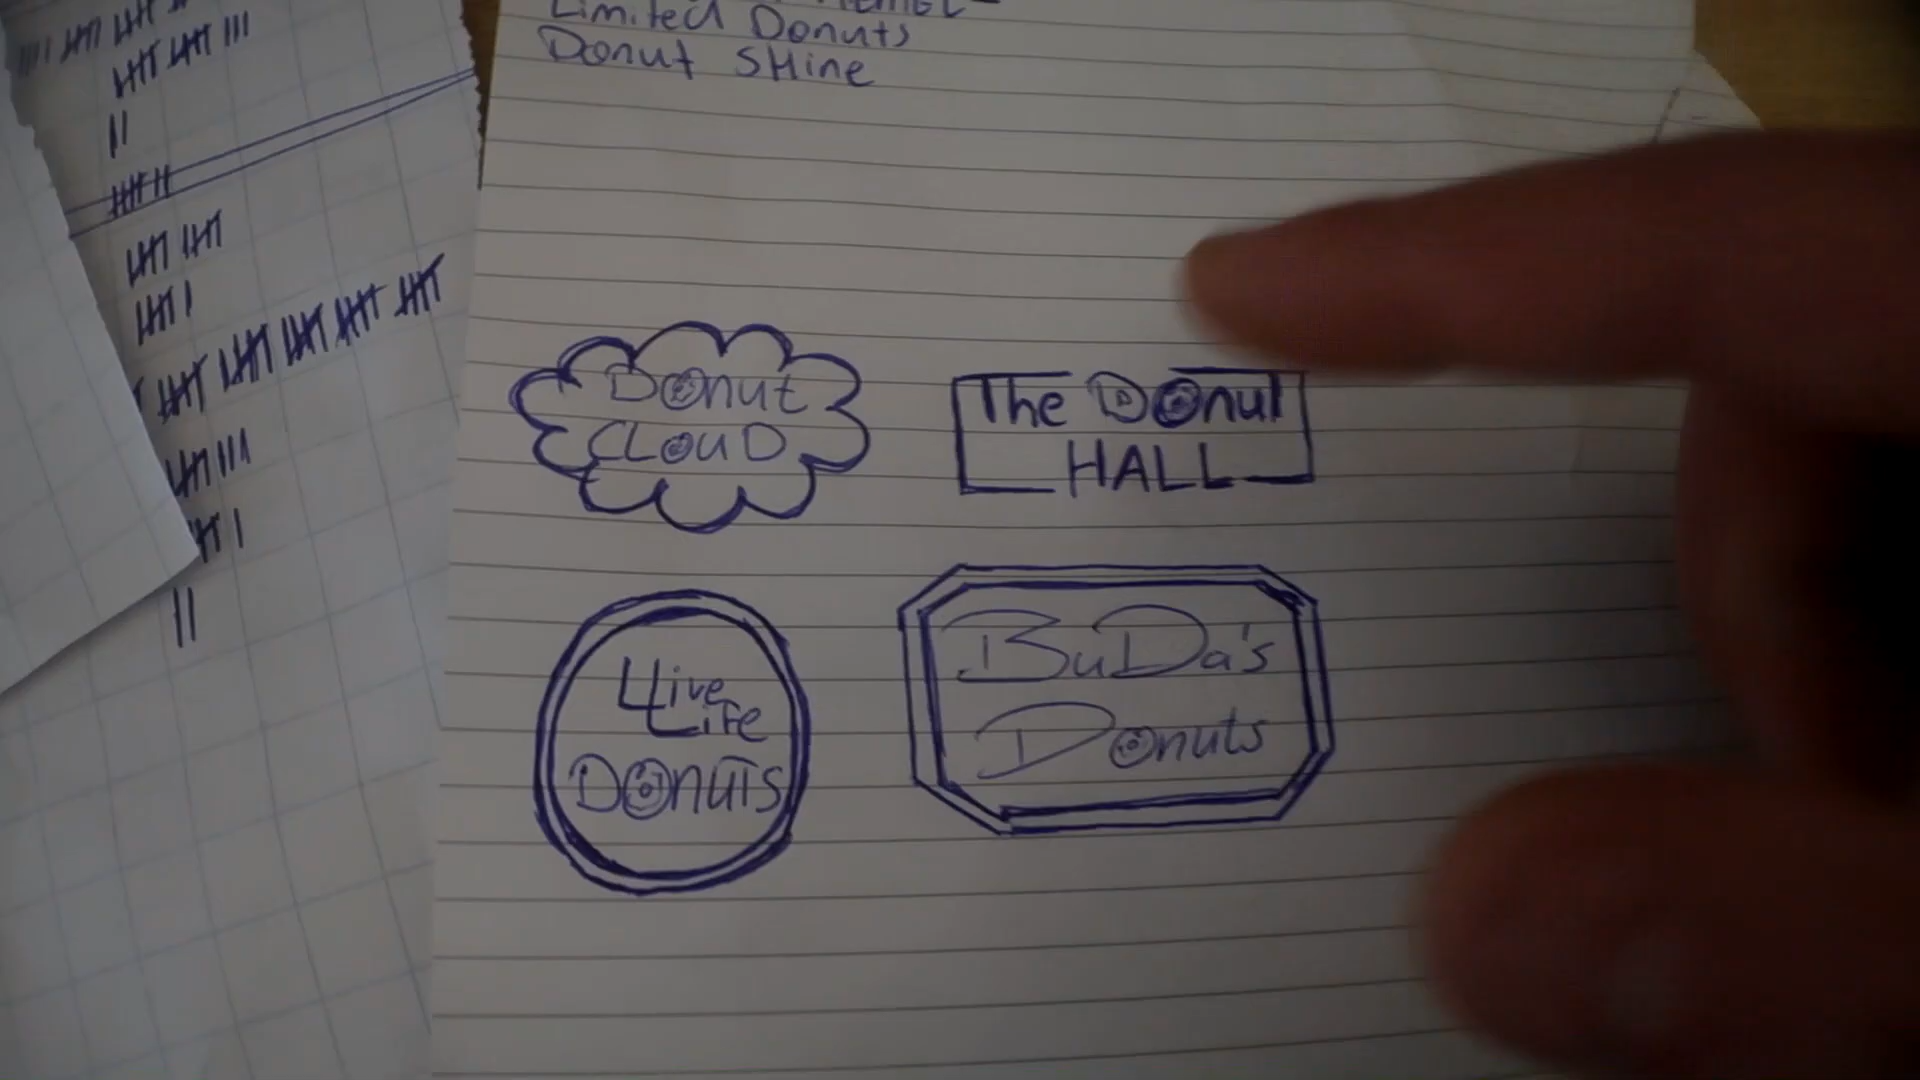 Limited Donuts
Donut SHine
Donut
CLOUD
The Donut
HALL
Live
Life
DONUTS
BuDa's
Donuts